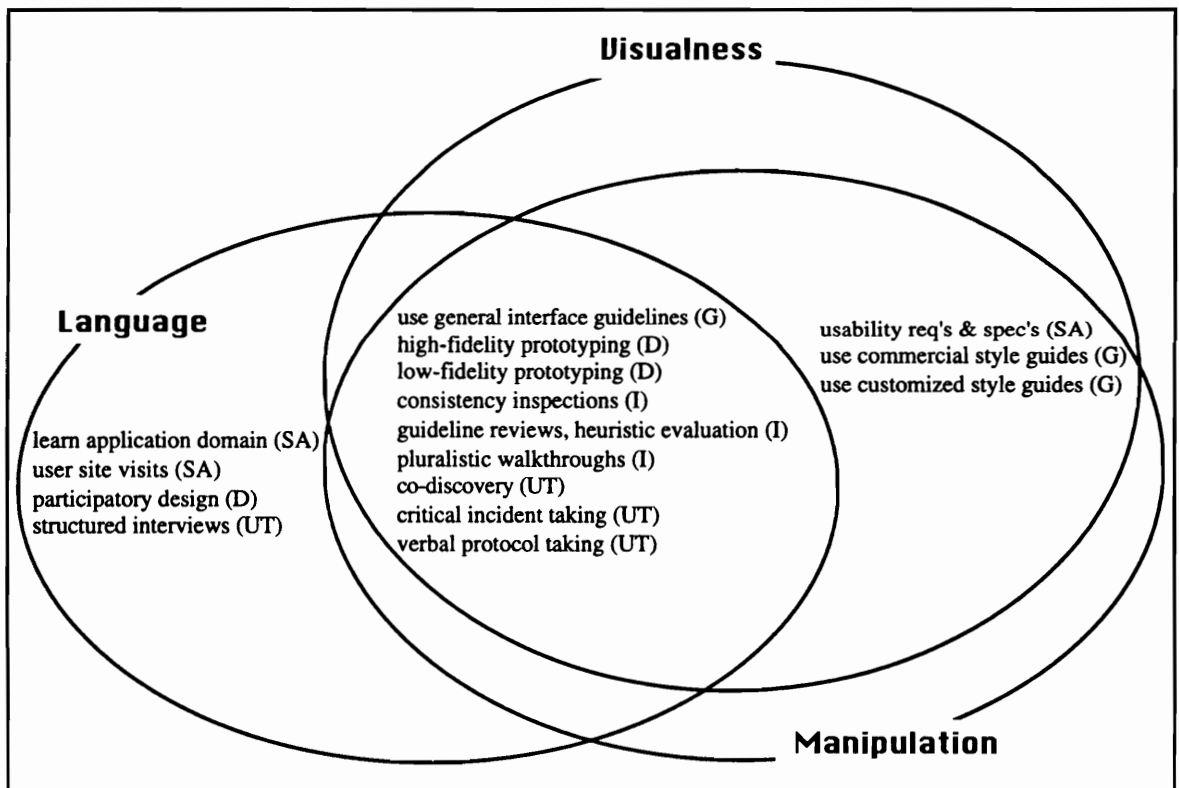 Visualness
Language
use general interface guidelines (G)
high-fidelity prototyping (D)
low-fidelity prototyping (D)
consistency inspections (I)
guideline reviews, heuristic evaluation (I)
pluralistic walkthroughs (I)
co-discovery (UT)
critical incident taking (UT)
verbal protocol taking (UT)
usability req's & spec's (SA)
use commercial style guides (G)
use customized style guides (G)
learn application domain (SA)
user site visits (SA)
participatory design (D)
structured interviews (UT)
Manipulation